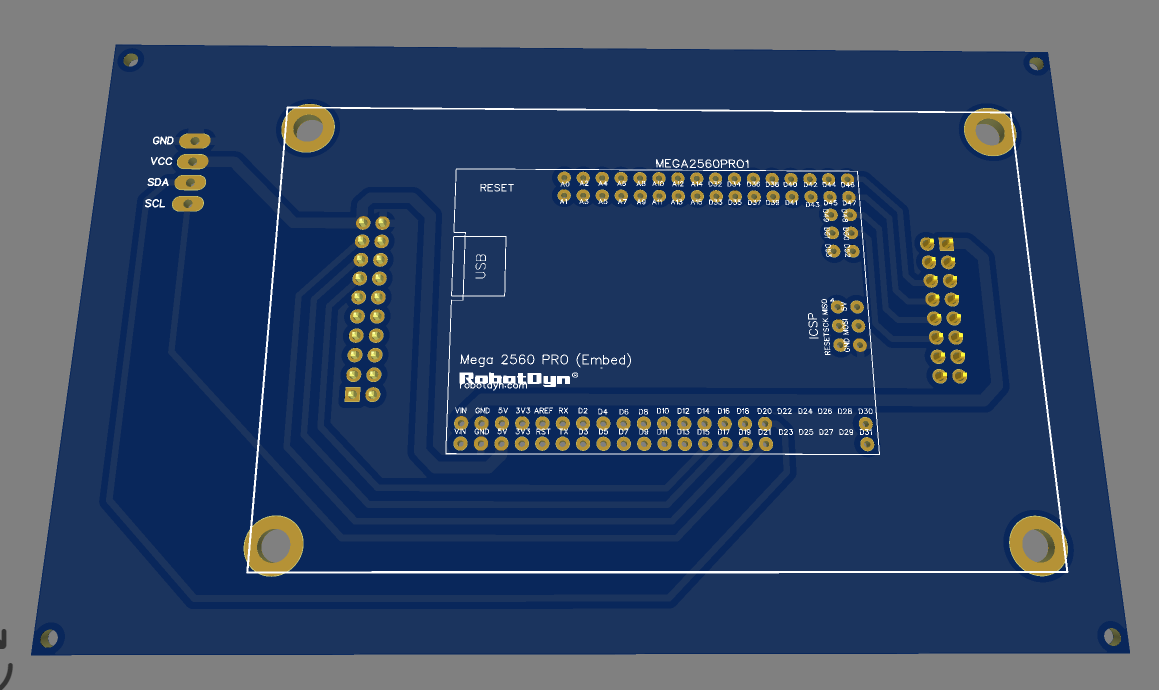 MEGA2560PRO1
GND
VCC
SDA
SCL
RESET
A0 A2 A4 A6 A8 A10 A12 A14 D32 D34 D36 D38 D40 D42 D44 D46
A1 A3 A5 A7 A9 A11 A13 A15 D33 D35 D37 D39 D41 D43 D45 D47
USB
ICSP
RESET SCK MISO
GND MOSI 5V
Mega 2560 PRO (Embed)
RobotDyn®
robotdyn.com
VIN GND 5V 3V3 AREF RX D2 D4 D6 D8 D10 D12 D14 D16 D18 D20 D22 D24 D26 D28 D30
VIN GND 5V 3V3 RST TX D3 D5 D7 D9 D11 D13 D15 D17 D19 D21 D23 D25 D27 D29 D31